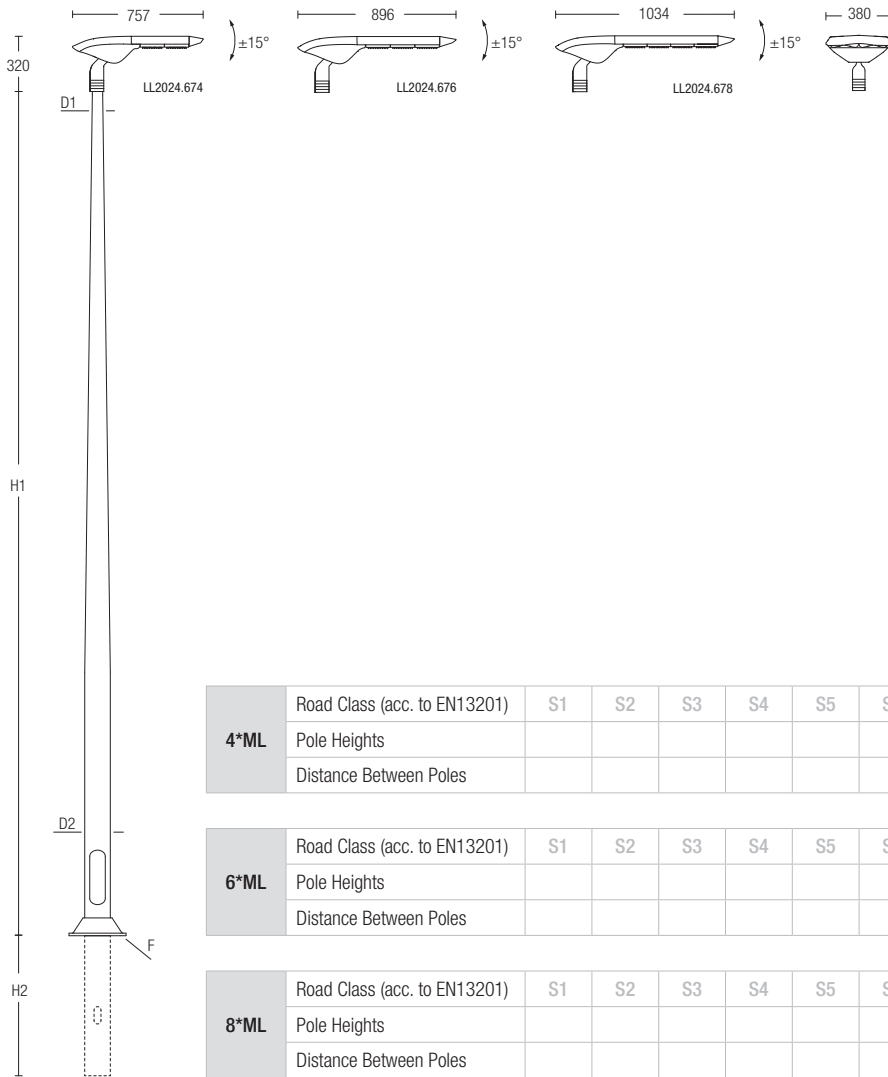 757
896
1034
380
320
±15°
±15°
±15°
LL2024.674
LL2024.676
LL2024.678
D1
H1
D2
F
H2
4*ML
Road Class (acc. to EN13201) S1 S2 S3 S4 S5
Pole Heights
Distance Between Poles
6*ML
Road Class (acc. to EN13201) S1 S2 S3 S4 S5
Pole Heights
Distance Between Poles
8*ML
Road Class (acc. to EN13201) S1 S2 S3 S4 S5
Pole Heights
Distance Between Poles